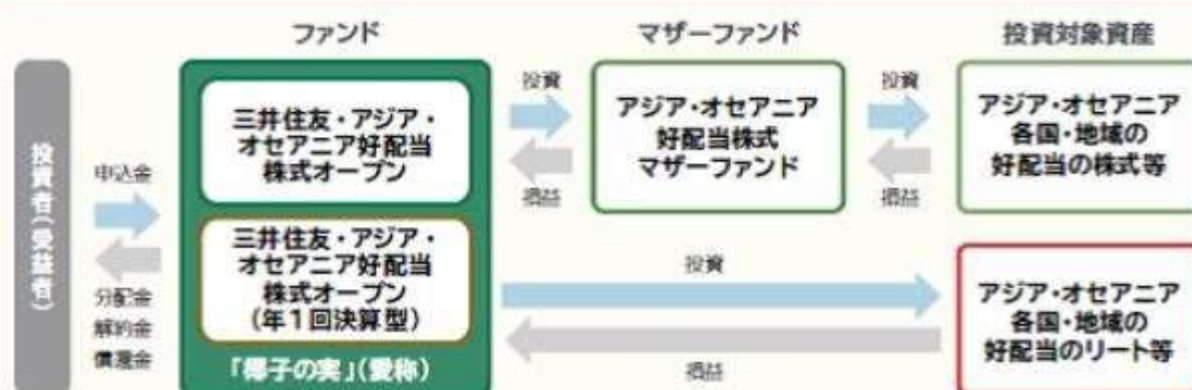 ファンド
マザーファンド
投資対象資産
投資者(受益者)
申込金
分配金
解約金
償還金
三井住友・アジア・
オセアニア好配当
株式オープン
三井住友・アジア・
オセアニア好配当
株式オープン
(年1回決算型)
「椰子の実」(愛称)
投資
損益
アジア・オセアニア
好配当株式
マザーファンド
投資
損益
アジア・オセアニア
各国・地域の
好配当の株式等
投資
損益
アジア・オセアニア
各国・地域の
好配当のリート等